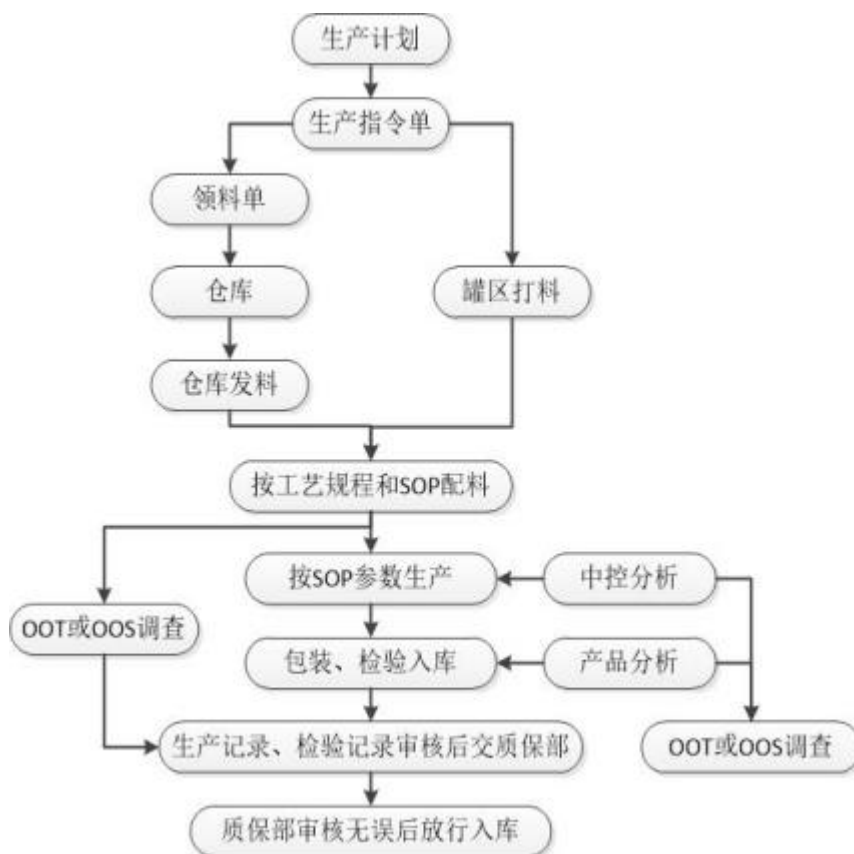 生产计划
生产指令单
领料单
仓库
罐区打料
仓库发料
按工艺规程和SOP配料
按SOP参数生产
中控分析
OOT或OOS调查
包装、检验入库
产品分析
生产记录、检验记录审核后交质保部
OOT或OOS调查
质保部审核无误后放行入库